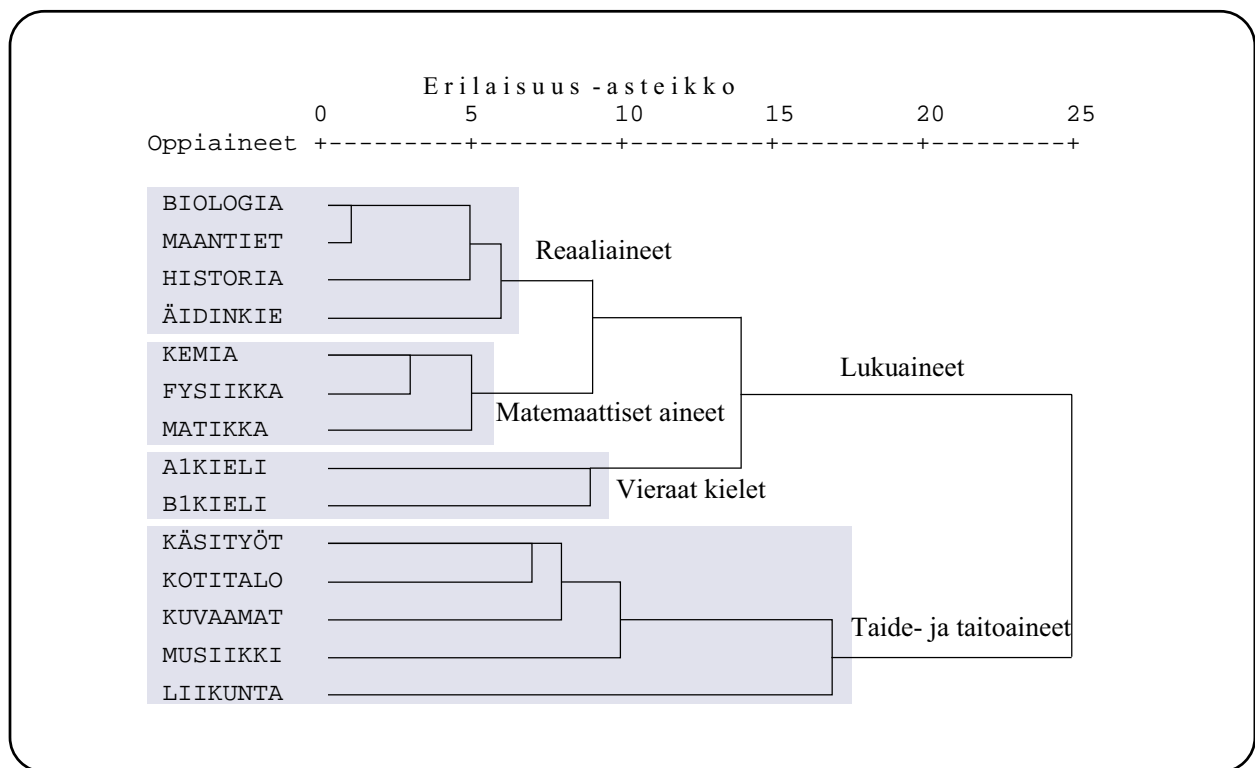 Erilaisuus -asteikko
0 5 10 15 20 25
Oppiaineet +---------+---------+---------+---------+---------+
BIOLOGIA
MAANTIET
Reaaliaineet
HISTORIA
ÄIDINKIE
KEMIA
Lukuaineet
FYSIIKKA
Matemaattiset aineet
MATIKKA
A1KIELI
Vieraat kielet
B1KIELI
KÄSITYÖT
KOTITALO
KUVAAMAT
Taide- ja taitoaineet
MUSIIKKI
LIIKUNTA